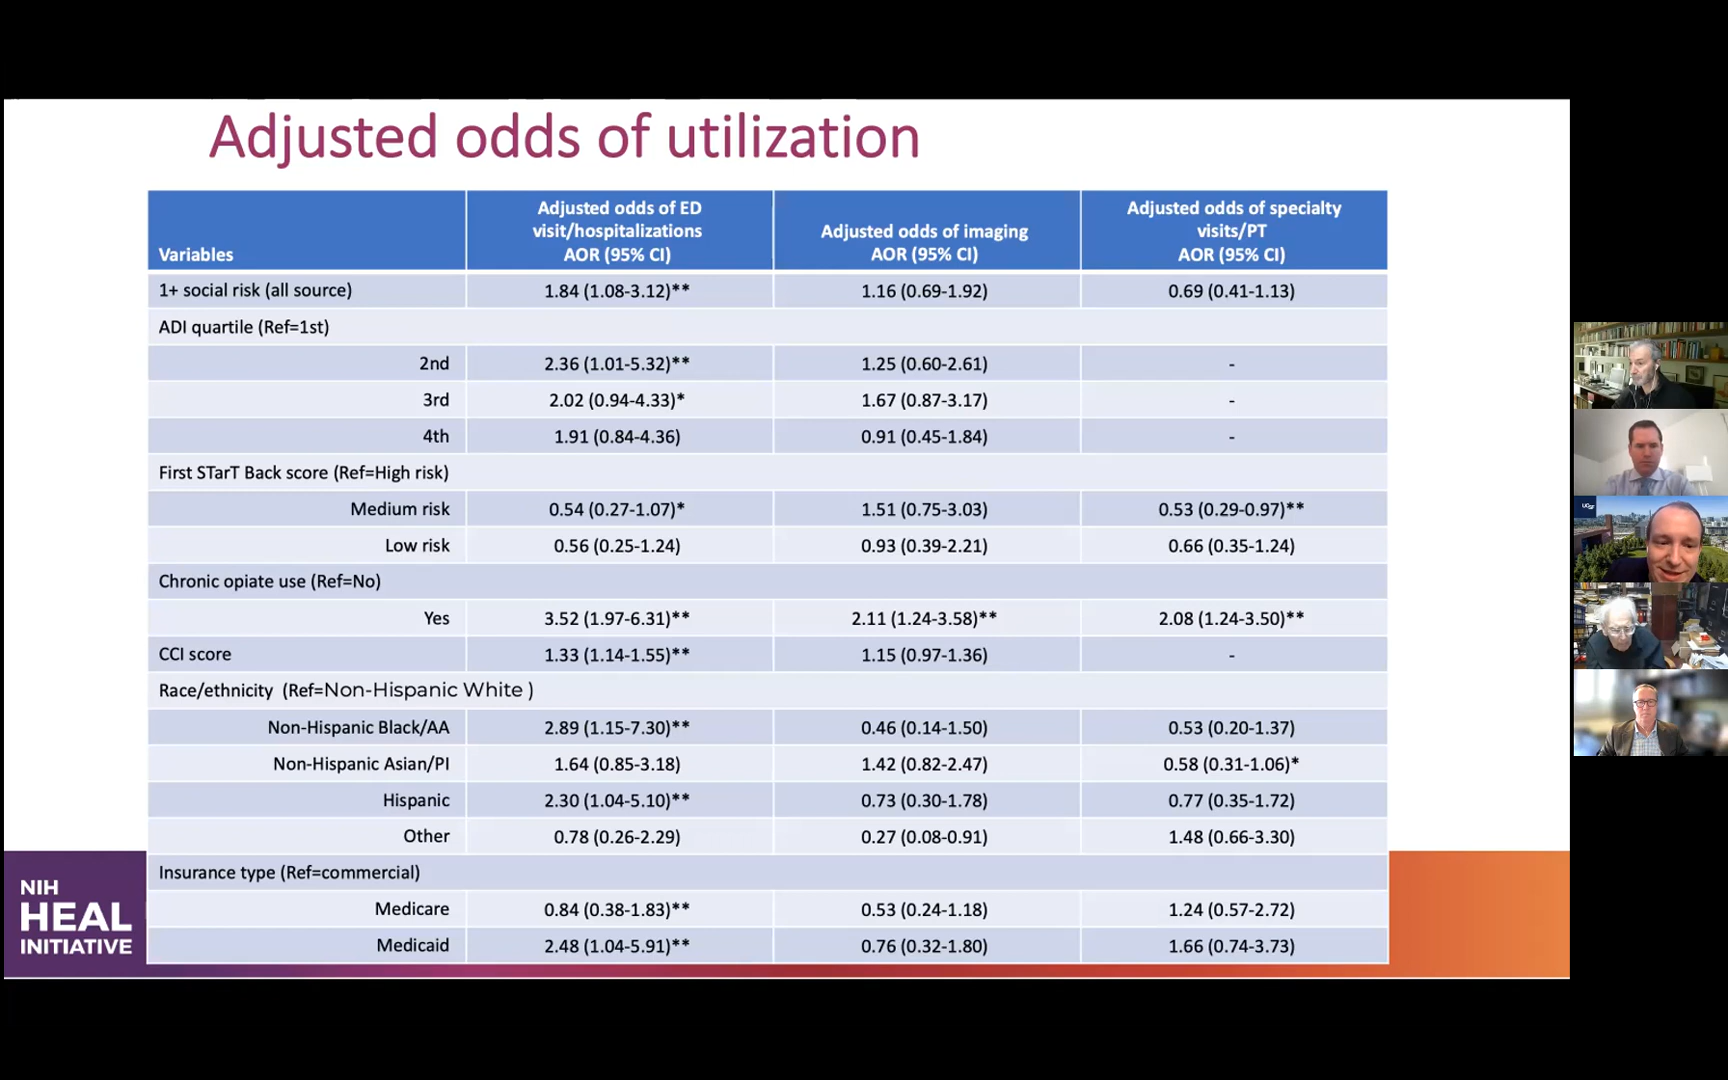 Adjusted odds of utilization
Variables
Adjusted odds of ED
visit/hospitalizations
AOR (95% CI)
Adjusted odds of imaging
AOR (95% CI)
Adjusted odds of specialty
visits/PT
AOR (95% CI)
1+ social risk (all source) 1.84 (1.08-3.12)** 1.16 (0.69-1.92) 0.69 (0.41-1.13)
ADI quartile (Ref=1st)
2nd 2.36 (1.01-5.32)** 1.25 (0.60-2.61) -
3rd 2.02 (0.94-4.33)* 1.67 (0.87-3.17) -
4th 1.91 (0.84-4.36) 0.91 (0.45-1.84) -
First STarT Back score (Ref=High risk)
Medium risk 0.54 (0.27-1.07)* 1.51 (0.75-3.03) 0.53 (0.29-0.97)**
Low risk 0.56 (0.25-1.24) 0.93 (0.39-2.21) 0.66 (0.35-1.24)
Chronic opiate use (Ref=No)
Yes 3.52 (1.97-6.31)** 2.11 (1.24-3.58)** 2.08 (1.24-3.50)**
CCI score 1.33 (1.14-1.55)** 1.15 (0.97-1.36) -
Race/ethnicity (Ref=Non-Hispanic White )
Non-Hispanic Black/AA 2.89 (1.15-7.30)** 0.46 (0.14-1.50) 0.53 (0.20-1.37)
Non-Hispanic Asian/PI 1.64 (0.85-3.18) 1.42 (0.82-2.47) 0.58 (0.31-1.06)*
Hispanic 2.30 (1.04-5.10)** 0.73 (0.30-1.78) 0.77 (0.35-1.72)
Other 0.78 (0.26-2.29) 0.27 (0.08-0.91) 1.48 (0.66-3.30)
Insurance type (Ref=commercial)
Medicare 0.84 (0.38-1.83)** 0.53 (0.24-1.18) 1.24 (0.57-2.72)
Medicaid 2.48 (1.04-5.91)** 0.76 (0.32-1.80) 1.66 (0.74-3.73)
NIH
HEAL
INITIATIVE
UCSF